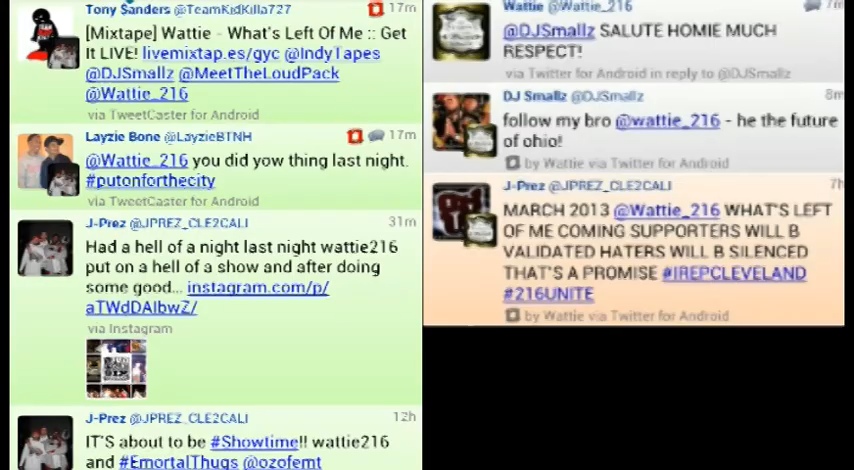 Tony Sanders @TeamKidKilla727 17m
[Mixtape] Wattie - What's Left Of Me :: Get
It LIVE! livemixtap.es/gyc @IndyTapes
@DJSmallz @MeetTheLoudPack
@Wattie_216
via TweetCaster for Android
Layzie Bone @LayzieBTNH 17m
@Wattie_216 you did yow thing last night.
#putonforthecity
via TweetCaster for Android
J-Prez @JPREZ_CLE2CALI 31m
Had a hell of a night last night wattie216
put on a hell of a show and after doing
some good... instagram.com/p/
aTWdDAlbwZ/
via Instagram
J-Prez @JPREZ_CLE2CALI 12h
IT'S about to be #Showtime!! wattie216
and #EmortalThugs @ozofemt
Wattie @Wattie_216 7m
@DJSmallz SALUTE HOMIE MUCH
RESPECT!
via Twitter for Android in reply to @DJSmallz
DJ Smallz @DJSmallz 8m
follow my bro @wattie_216 - he the future
of ohio!
by Wattie via Twitter for Android
J-Prez @JPREZ_CLE2CALI 7h
MARCH 2013 @Wattie_216 WHAT'S LEFT
OF ME COMING SUPPORTERS WILL B
VALIDATED HATERS WILL B SILENCED
THAT'S A PROMISE #IREPCLEVELAND
#216UNITE
by Wattie via Twitter for Android